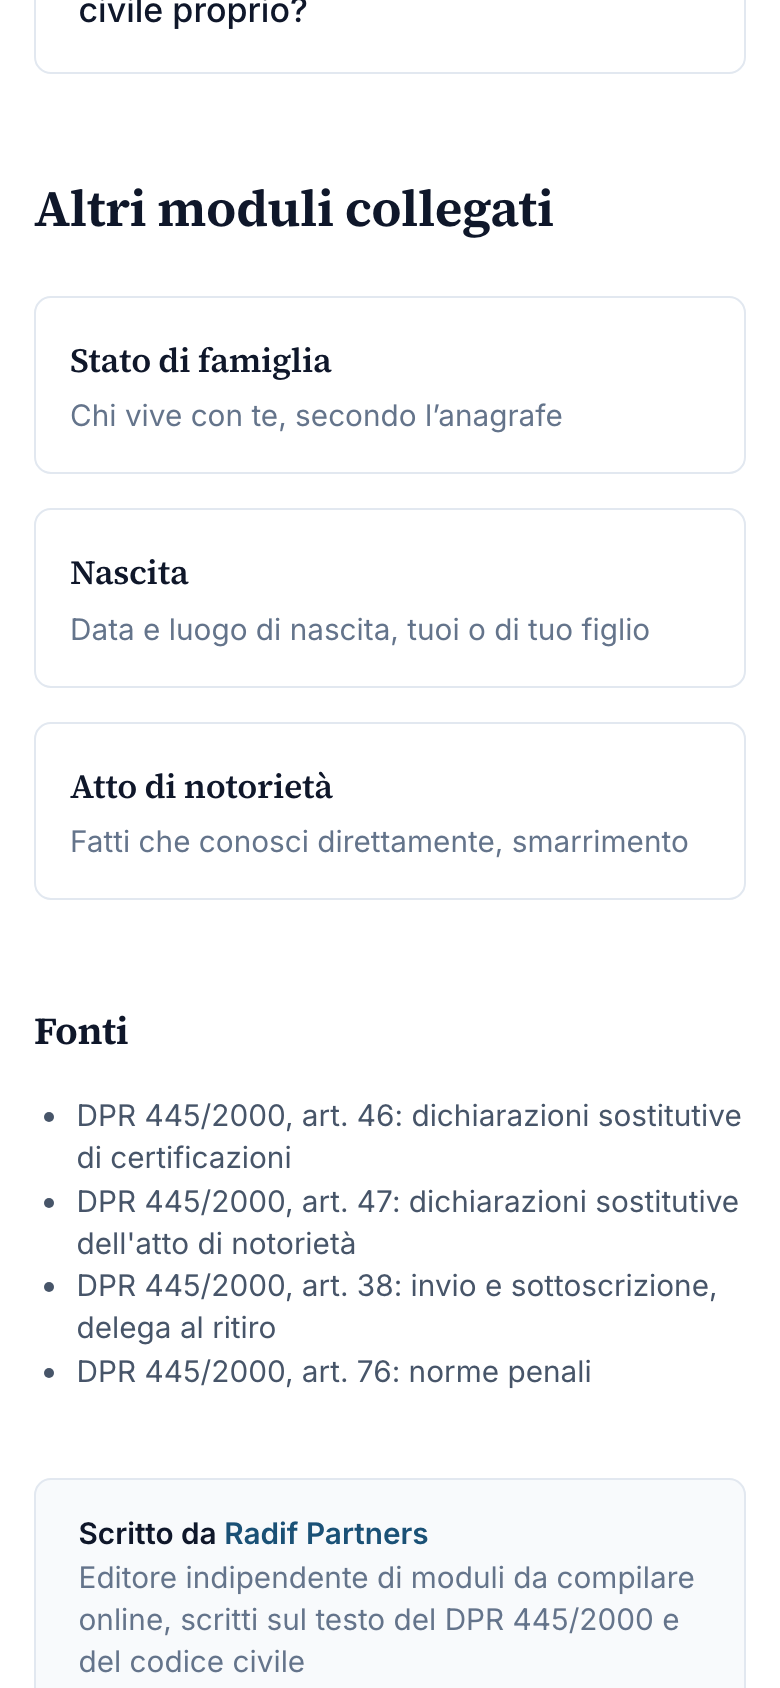 civile proprio?
Altri moduli collegati
Stato di famiglia
Chi vive con te, secondo l’anagrafe
Nascita
Data e luogo di nascita, tuoi o di tuo figlio
Atto di notorietà
Fatti che conosci direttamente, smarrimento
Fonti
• DPR 445/2000, art. 46: dichiarazioni sostitutive
di certificazioni
• DPR 445/2000, art. 47: dichiarazioni sostitutive
dell'atto di notorietà
• DPR 445/2000, art. 38: invio e sottoscrizione,
delega al ritiro
• DPR 445/2000, art. 76: norme penali
Scritto da Radif Partners
Editore indipendente di moduli da compilare
online, scritti sul testo del DPR 445/2000 e
del codice civile